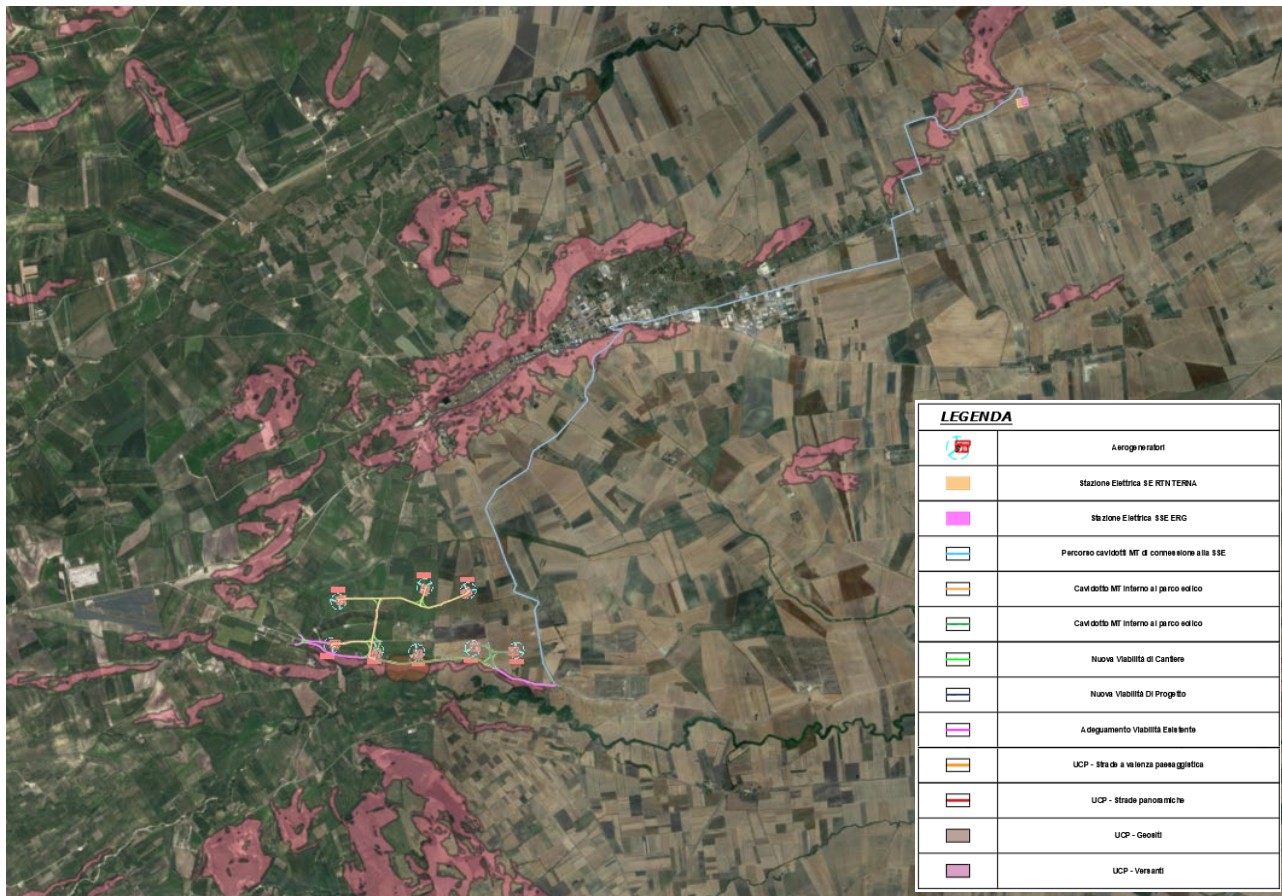 LEGENDA
Aerogeneratori
Stazione Elettrica SE RTN TERNA
Stazione Elettrica SSE ERG
Percorso cavidotti MT di connessione alla SSE
Cavidotto MT interno al parco eolico
Cavidotto MT interno al parco eolico
Nuova Viabilità di Cantiere
Nuova Viabilità Di Progetto
Adeguamento Viabilità Esistente
UCP - Strade a valenza paesaggistica
UCP - Strade panoramiche
UCP - Geositi
UCP - Versanti